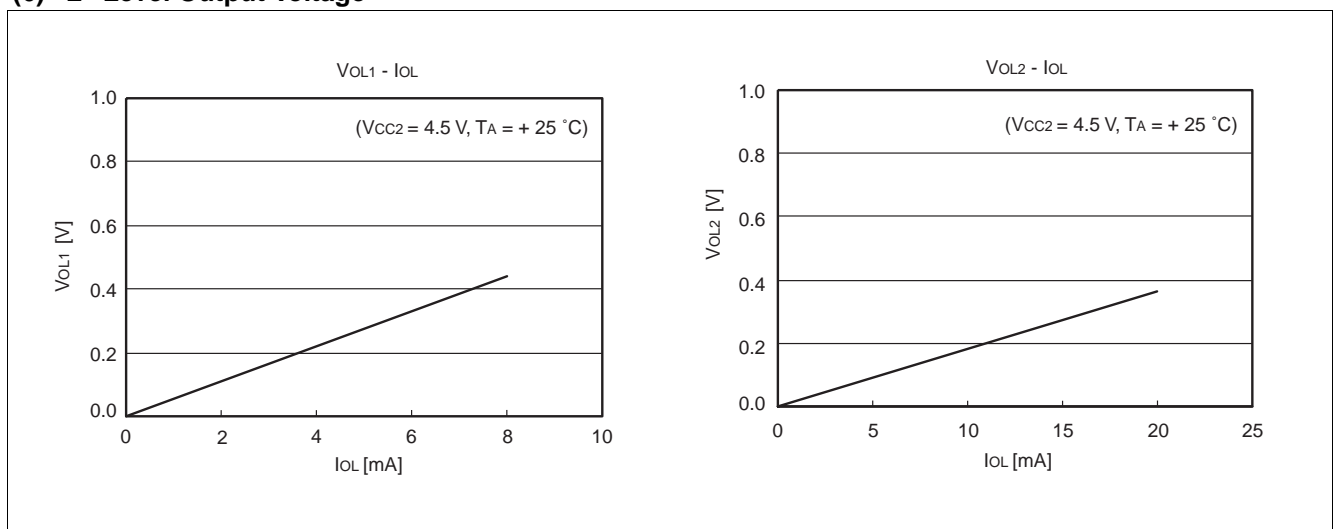 (6) "L" Level Output Voltage
VOL1 - IOL
(VCC2 = 4.5 V, TA = + 25 ˚C)
VOL1 [V]
1.0
0.8
0.6
0.4
0.2
0.0
0 2 4 6 8 10
IOL [mA]
VOL2 - IOL
(VCC2 = 4.5 V, TA = + 25 ˚C)
VOL2 [V]
1.0
0.8
0.6
0.4
0.2
0.0
0 5 10 15 20 25
IOL [mA]